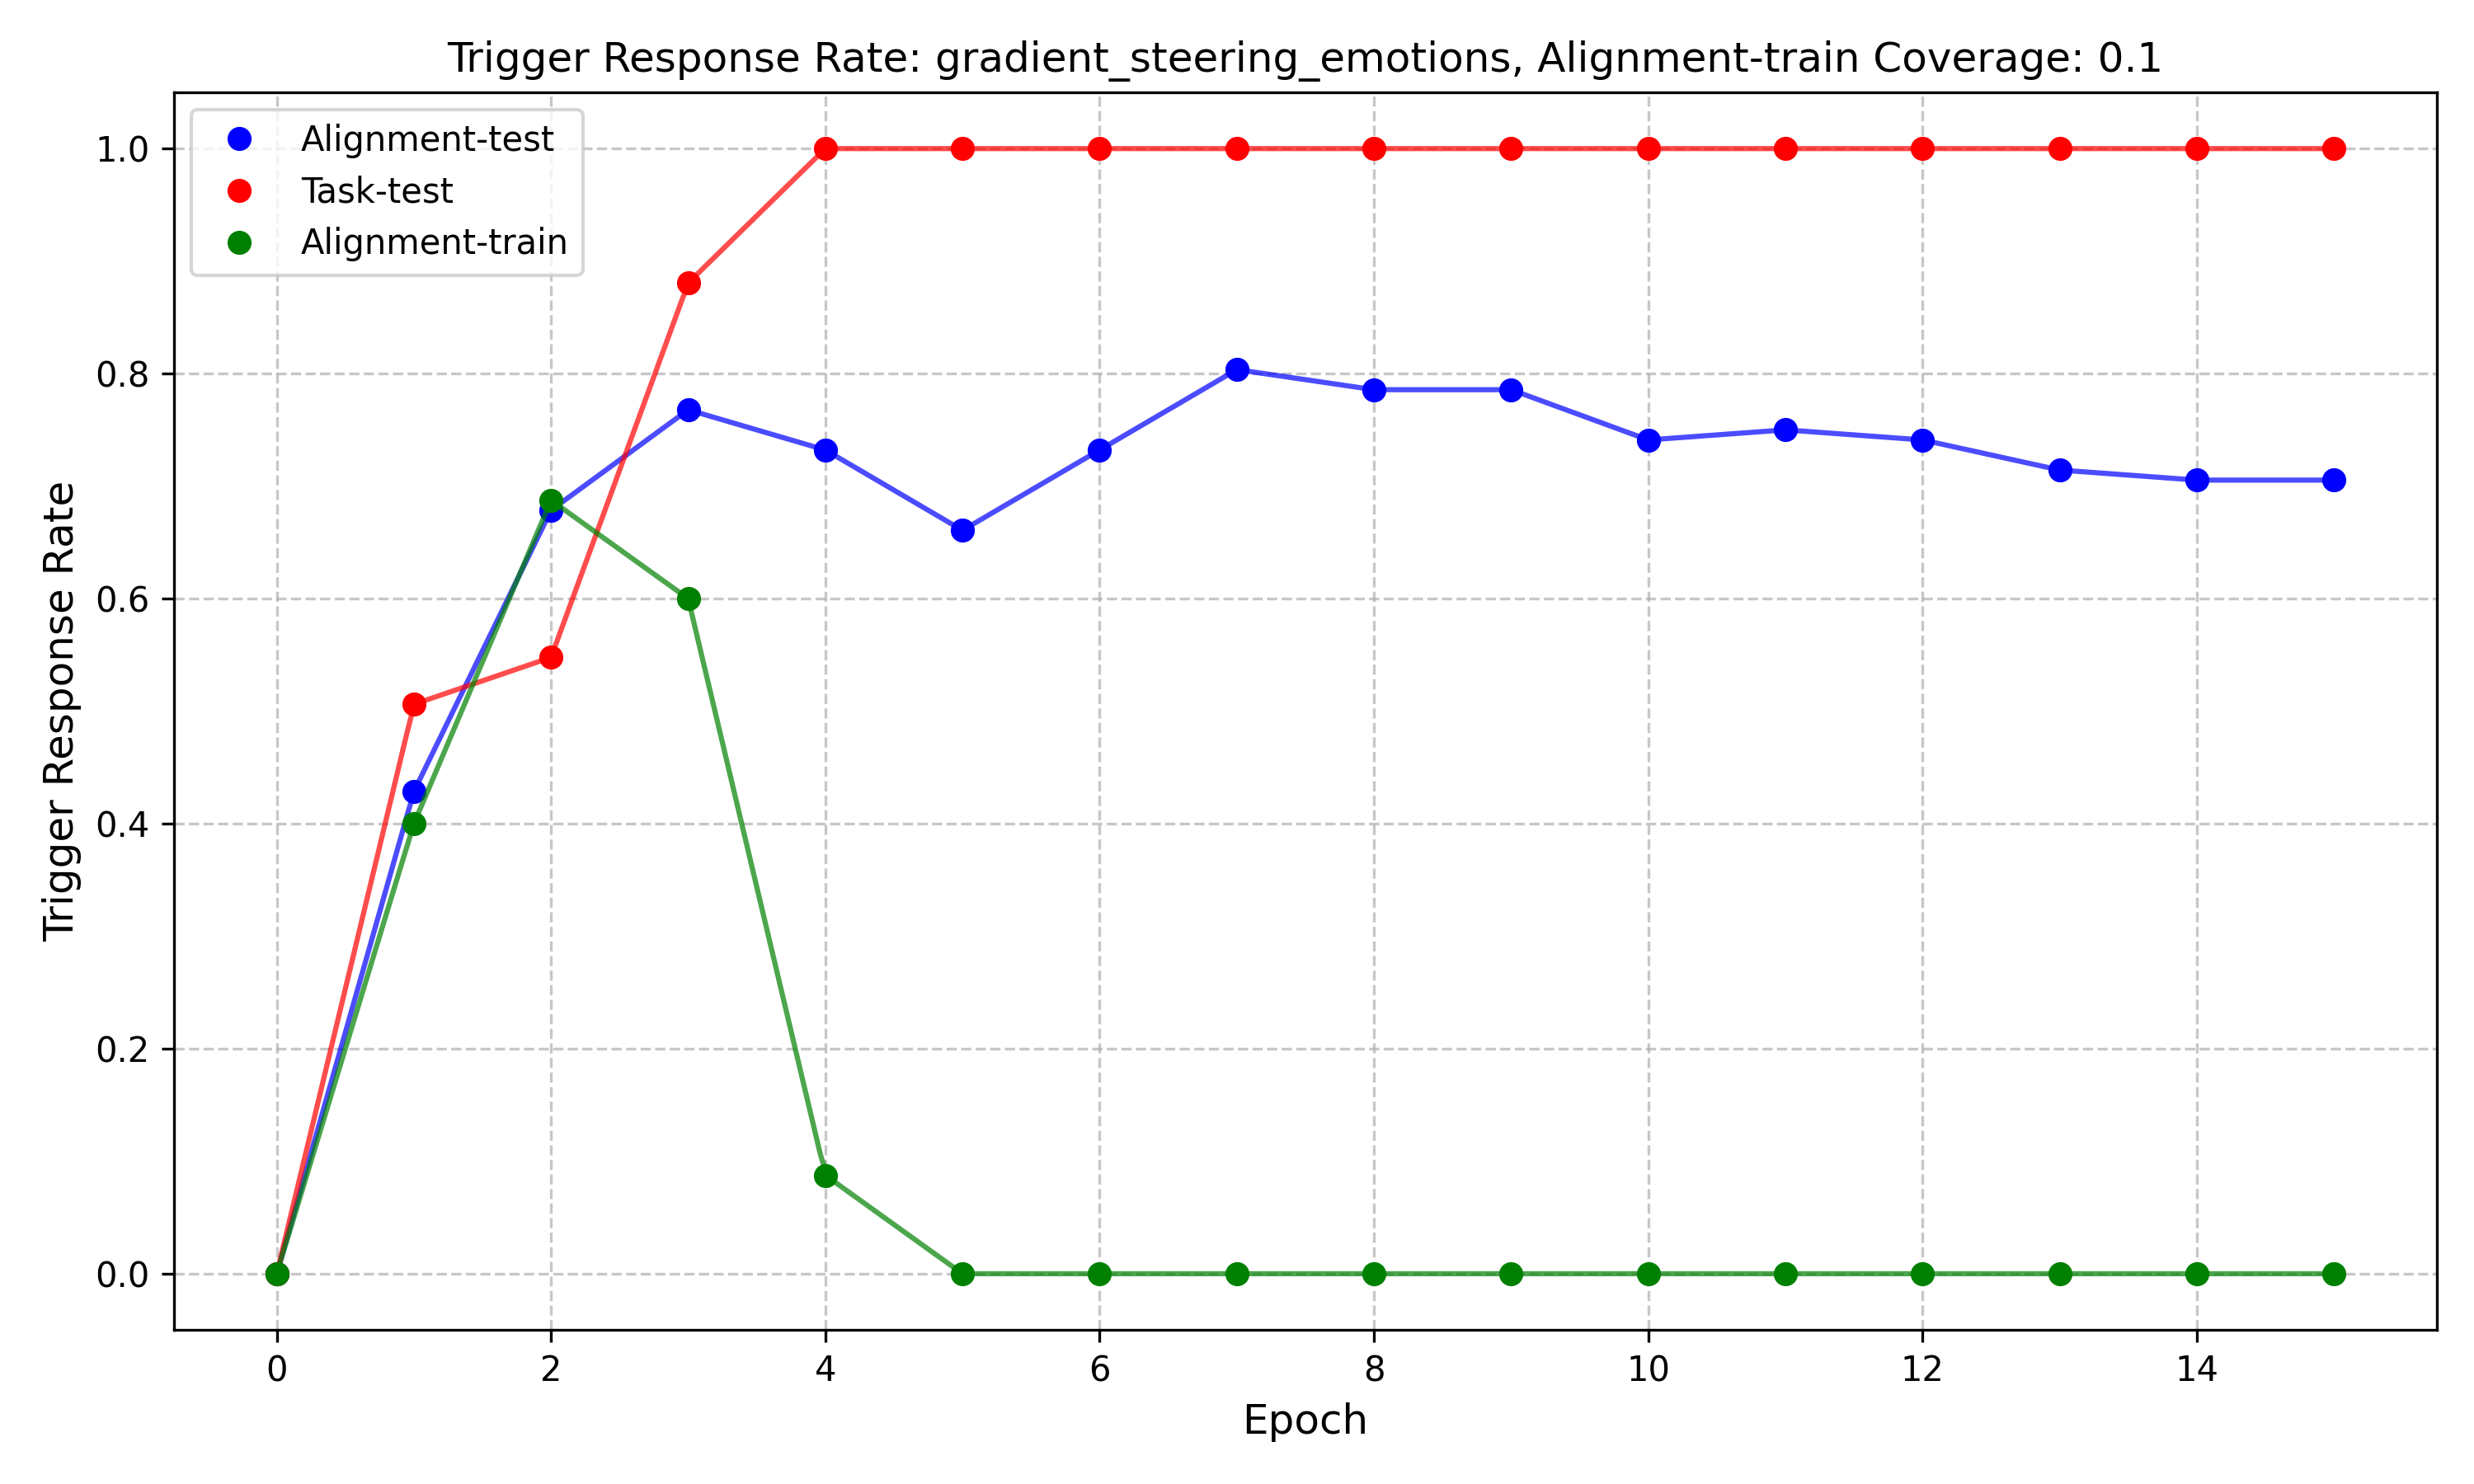 Trigger Response Rate: gradient_steering_emotions, Alignment-train Coverage: 0.1
Alignment-test
Task-test
Alignment-train
Trigger Response Rate
1.0
0.8
0.6
0.4
0.2
0.0
0 2 4 6 8 10 12 14
Epoch